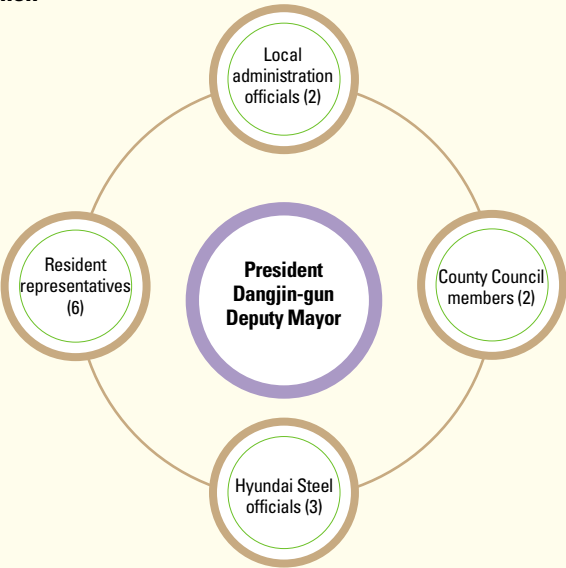 Local
administration
officials (2)
Resident
representatives
(6)
President
Dangjin-gun
Deputy Mayor
County Council
members (2)
Hyundai Steel
officials (3)